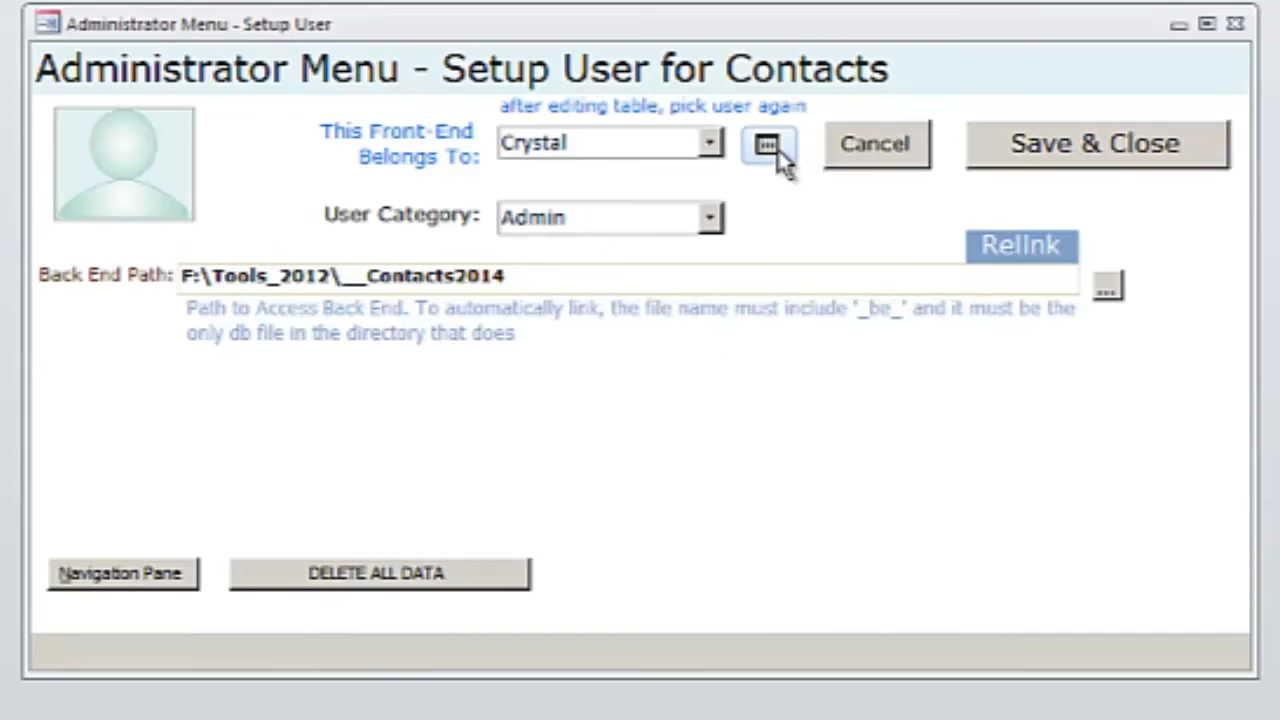 Administrator Menu - Setup User
Administrator Menu - Setup User for Contacts
after editing table, pick user again
This Front-End
Belongs To:
Crystal
Cancel
Save & Close
User Category:
Admin
Relink
Back End Path:
F:\Tools_2012\__Contacts2014
...
Path to Access Back End. To automatically link, the file name must include '_be_' and it must be the
only db file in the directory that does
Navigation Pane
DELETE ALL DATA